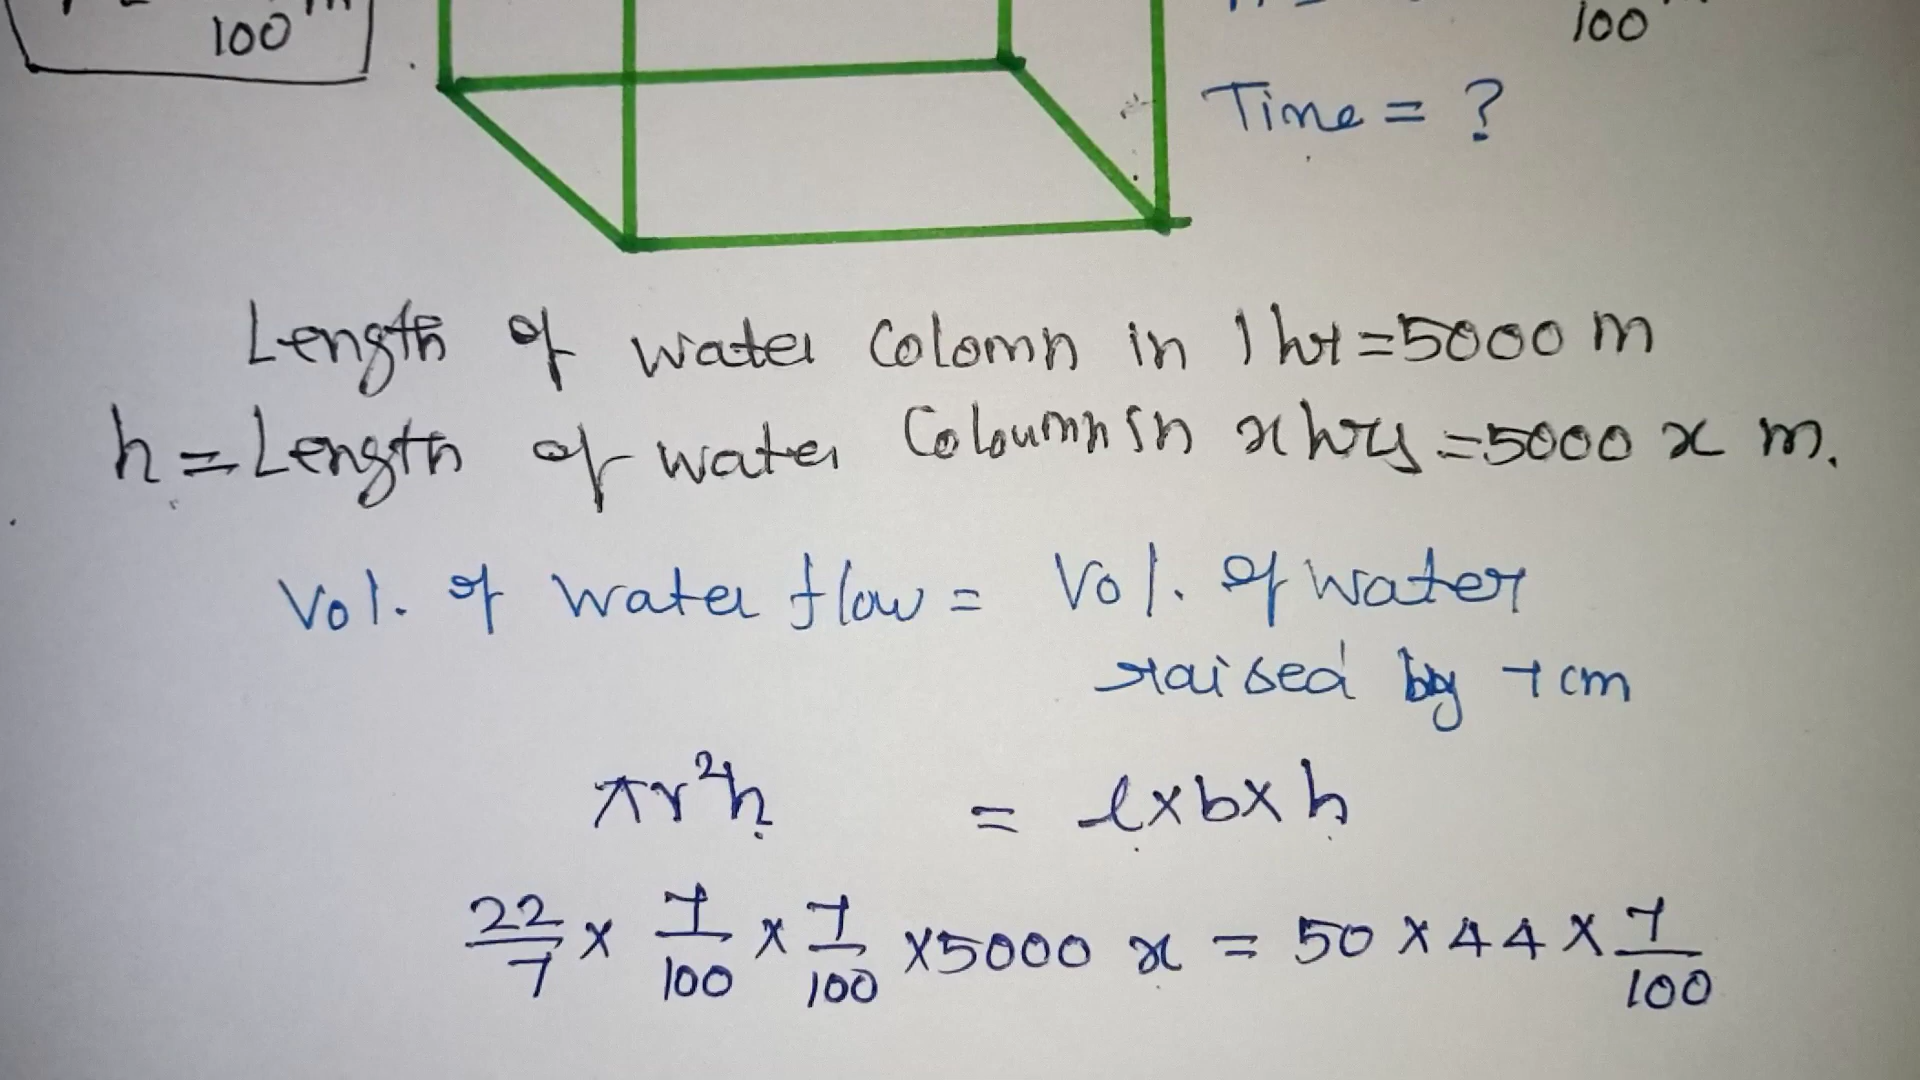 100
100
Time = ?
Length of water Colomn in 1 hr = 5000 m
h = Length of water Coloumn in x hrs = 5000 x m.
Vol. of water flow = Vol. of water
raised by 7 cm
πr²h = l×b×h
22/7 × 7/100 × 7/100 ×5000 x = 50 × 44 × 7/100